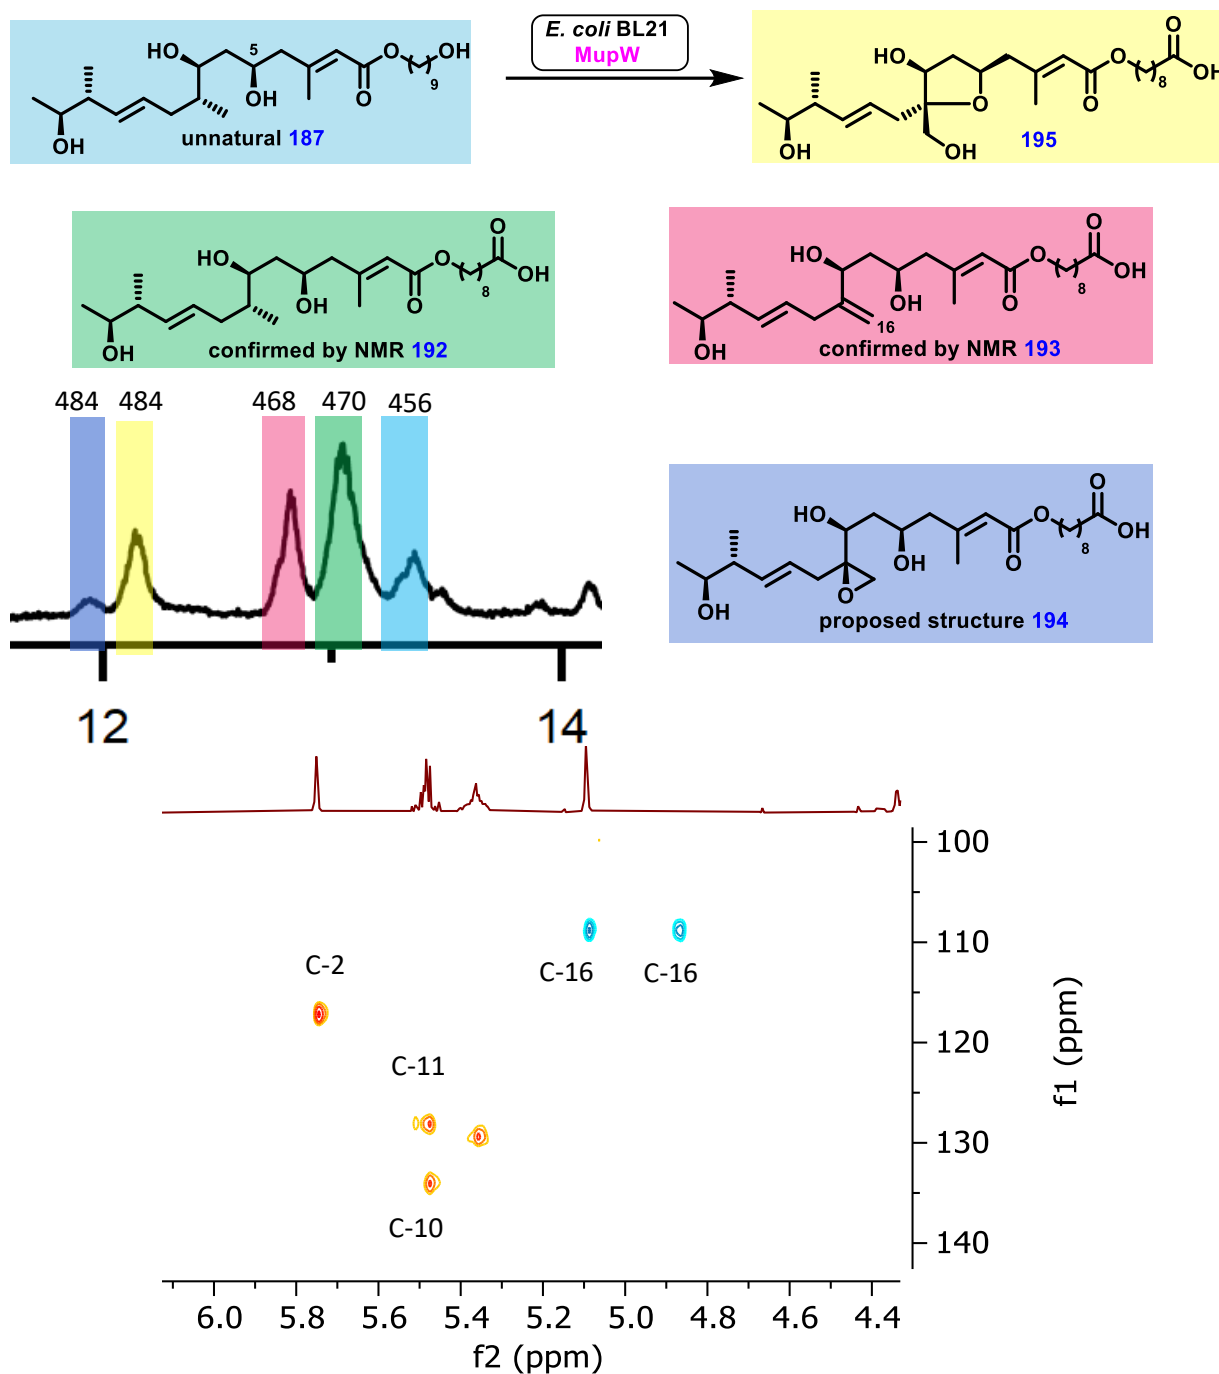 HO 5 O OH
OH O 9
OH
unnatural 187
E. coli BL21
MupW
HO O
O OH
O O 8
OH OH
195
HO O O
OH O 8 OH
OH
confirmed by NMR 192
HO O O
OH O 8 OH
16
OH
confirmed by NMR 193
484 484 468 470 456
12 14
HO O O
OH O 8 OH
O
OH
proposed structure 194
C-2
C-16 C-16
C-11
C-10
100
110
120
130
140
f1 (ppm)
6.0 5.8 5.6 5.4 5.2 5.0 4.8 4.6 4.4
f2 (ppm)